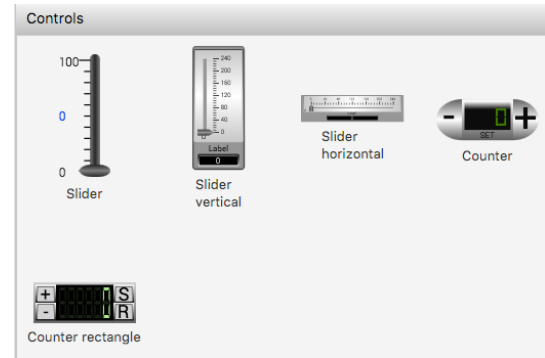 Controls
100
0
0
Slider
240
200
160
120
80
40
0
Label
0
Slider
vertical
Slider
horizontal
-
0
+
SET
Counter
+
S
-
R
Counter rectangle